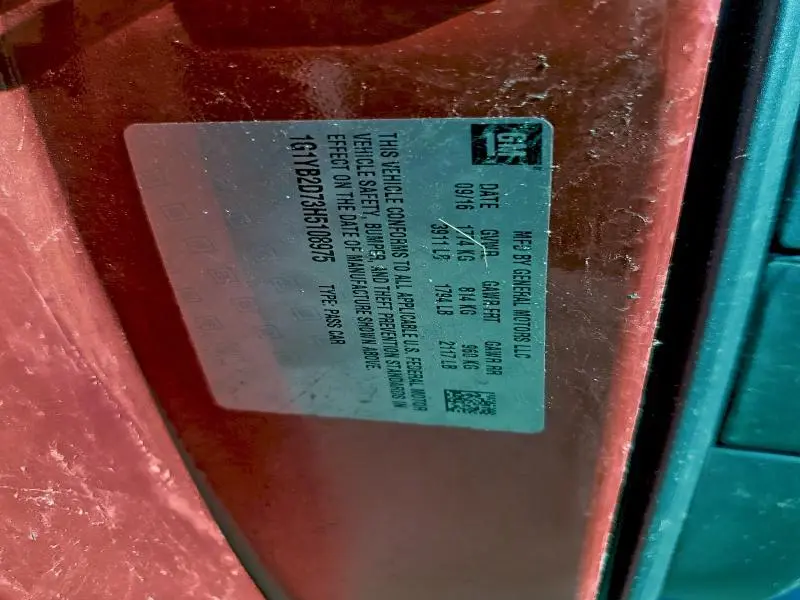 GM
MFD BY GENERAL MOTORS LLC
DATE GVWR GAWR FRT GAWR RR
09/16 1774 KG 814 KG 960 KG
3911 LB 1794 LB 2117 LB
THIS VEHICLE CONFORMS TO ALL APPLICABLE U.S. FEDERAL MOTOR
VEHICLE SAFETY, BUMPER, AND THEFT PREVENTION STANDARDS IN
EFFECT ON THE DATE OF MANUFACTURE SHOWN ABOVE.
1G1YB2D73H5108975 TYPE: PASS CAR